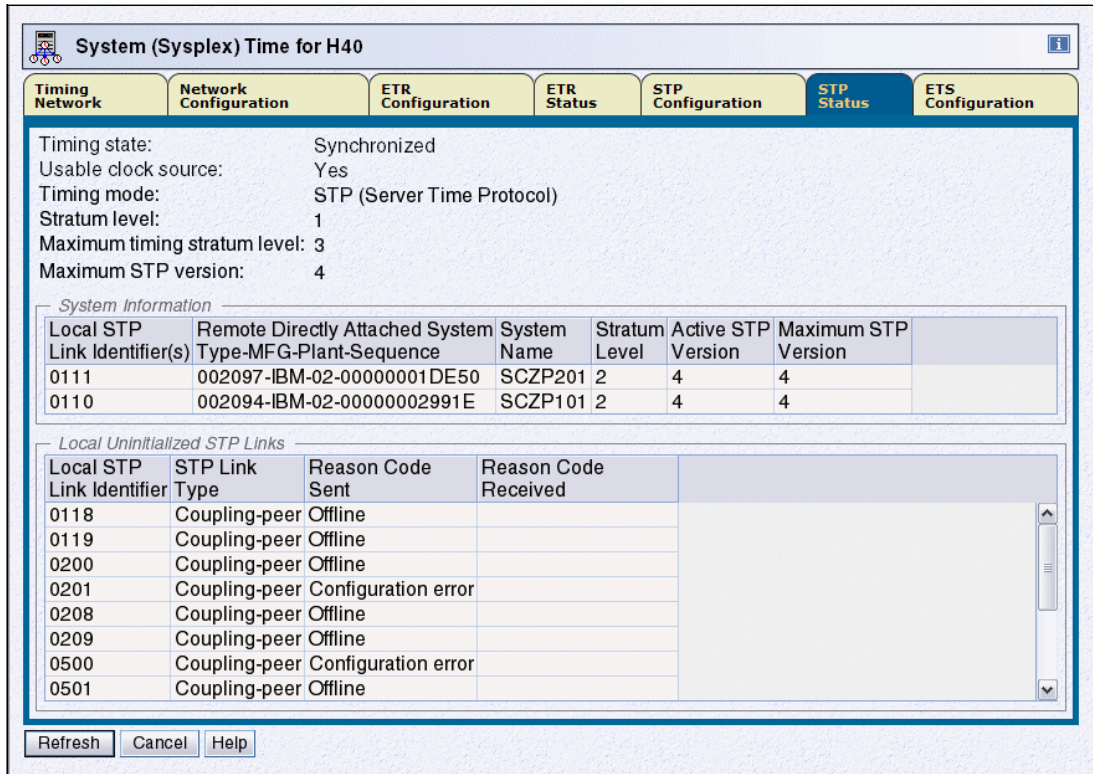 System (Sysplex) Time for H40
i
Timing Network
Network Configuration
ETR Configuration
ETR Status
STP Configuration
STP Status
ETS Configuration
Timing state: Synchronized
Usable clock source: Yes
Timing mode: STP (Server Time Protocol)
Stratum level: 1
Maximum timing stratum level: 3
Maximum STP version: 4
System Information
Local STP Link Identifier(s) Remote Directly Attached System Type-MFG-Plant-Sequence System Name Stratum Level Active STP Version Maximum STP Version
0111 002097-IBM-02-00000001DE50 SCZP201 2 4 4
0110 002094-IBM-02-00000002991E SCZP101 2 4 4
Local Uninitialized STP Links
Local STP Link Identifier STP Link Type Reason Code Sent Reason Code Received
0118 Coupling-peer Offline
0119 Coupling-peer Offline
0200 Coupling-peer Offline
0201 Coupling-peer Configuration error
0208 Coupling-peer Offline
0209 Coupling-peer Offline
0500 Coupling-peer Configuration error
0501 Coupling-peer Offline
Refresh Cancel Help